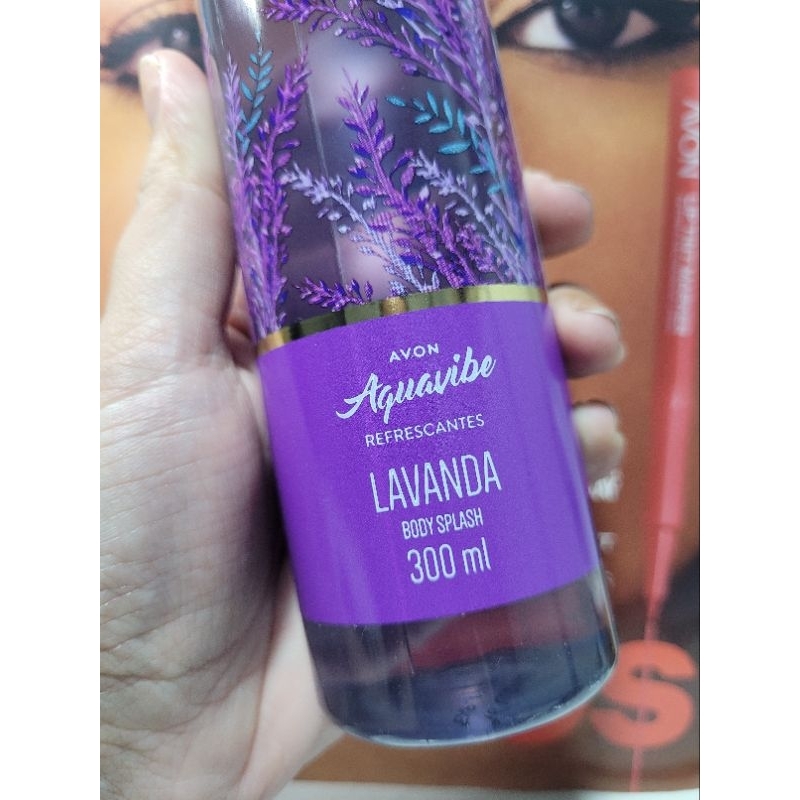 AVON
Aquavibe
REFRESCANTES
LAVANDA
BODY SPLASH
300 ml
AVON
S